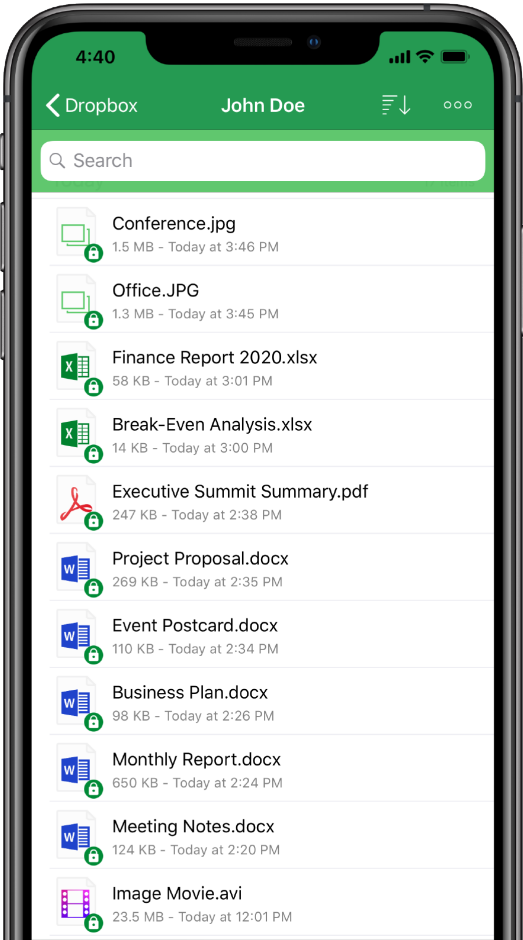 4:40
Dropbox
John Doe
Search
Conference.jpg
1.5 MB - Today at 3:46 PM
Office.JPG
1.3 MB - Today at 3:45 PM
X
Finance Report 2020.xlsx
58 KB - Today at 3:01 PM
X
Break-Even Analysis.xlsx
14 KB - Today at 3:00 PM
Executive Summit Summary.pdf
247 KB - Today at 2:38 PM
W
Project Proposal.docx
269 KB - Today at 2:35 PM
W
Event Postcard.docx
110 KB - Today at 2:34 PM
W
Business Plan.docx
98 KB - Today at 2:26 PM
W
Monthly Report.docx
650 KB - Today at 2:24 PM
W
Meeting Notes.docx
124 KB - Today at 2:20 PM
Image Movie.avi
23.5 MB - Today at 12:01 PM